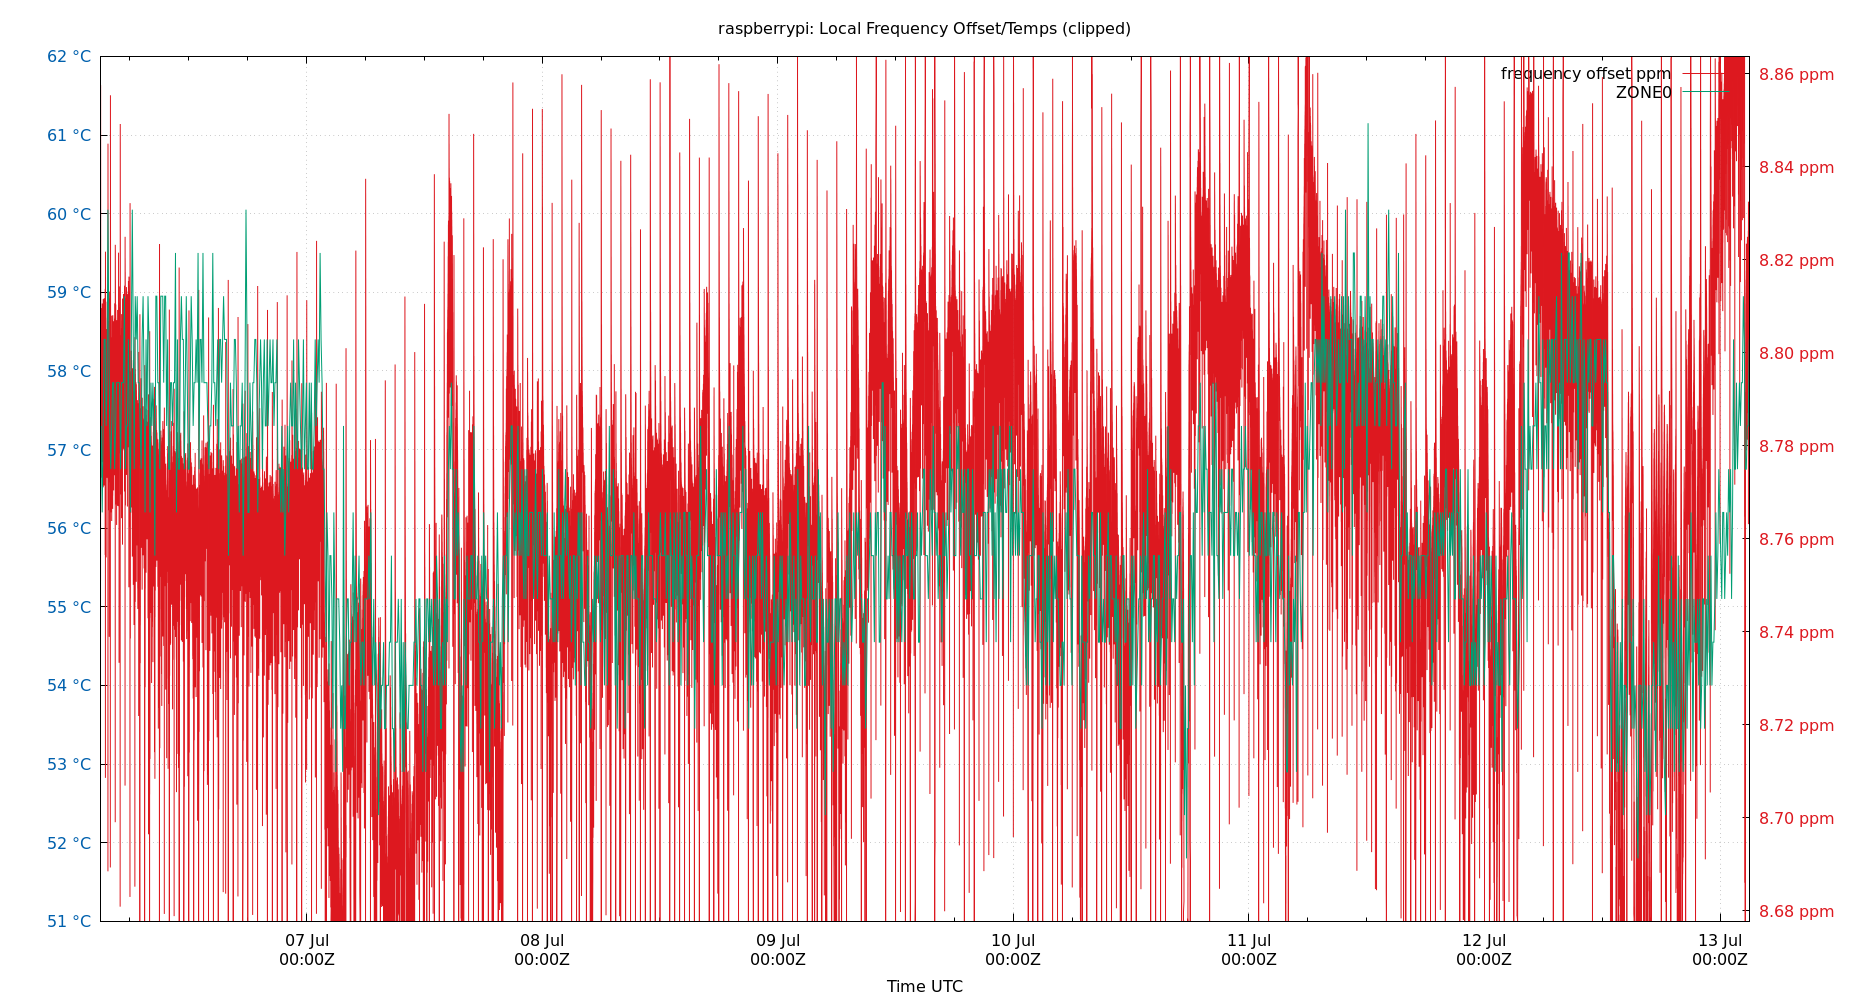 raspberrypi: Local Frequency Offset/Temps (clipped)
62 °C
61 °C
60 °C
59 °C
58 °C
57 °C
56 °C
55 °C
54 °C
53 °C
52 °C
51 °C
frequency offset ppm
ZONE0
8.86 ppm
8.84 ppm
8.82 ppm
8.80 ppm
8.78 ppm
8.76 ppm
8.74 ppm
8.72 ppm
8.70 ppm
8.68 ppm
07 Jul
00:00Z
08 Jul
00:00Z
09 Jul
00:00Z
10 Jul
00:00Z
11 Jul
00:00Z
12 Jul
00:00Z
13 Jul
00:00Z
Time UTC